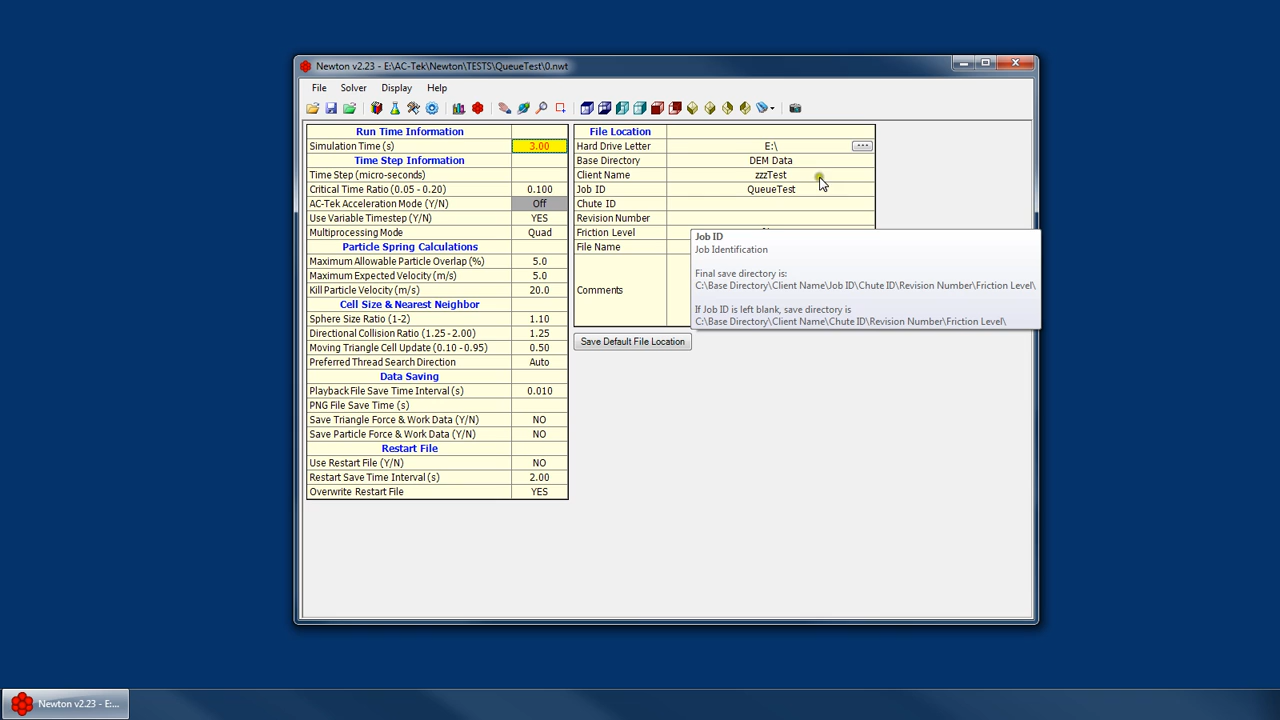 Newton v2.23 - E:\AC-Tek\Newton\TESTS\QueueTest\0.nwt
File Solver Display Help
Run Time Information
Simulation Time (s) 3.00
Time Step Information
Time Step (micro-seconds)
Critical Time Ratio (0.05 - 0.20) 0.100
AC-Tek Acceleration Mode (Y/N) Off
Use Variable Timestep (Y/N) YES
Multiprocessing Mode Quad
Particle Spring Calculations
Maximum Allowable Particle Overlap (%) 5.0
Maximum Expected Velocity (m/s) 5.0
Kill Particle Velocity (m/s) 20.0
Cell Size & Nearest Neighbor
Sphere Size Ratio (1-2) 1.10
Directional Collision Ratio (1.25 - 2.00) 1.25
Moving Triangle Cell Update (0.10 - 0.95) 0.50
Preferred Thread Search Direction Auto
Data Saving
Playback File Save Time Interval (s) 0.010
PNG File Save Time (s)
Save Triangle Force & Work Data (Y/N) NO
Save Particle Force & Work Data (Y/N) NO
Restart File
Use Restart File (Y/N) NO
Restart Save Time Interval (s) 2.00
Overwrite Restart File YES
File Location
Hard Drive Letter E:\ ...
Base Directory DEM Data
Client Name zzzTest
Job ID QueueTest
Chute ID
Revision Number
Friction Level
File Name
Comments
Job ID
Job Identification
Final save directory is:
C:\Base Directory\Client Name\Job ID\Chute ID\Revision Number\Friction Level\
If Job ID is left blank, save directory is
C:\Base Directory\Client Name\Chute ID\Revision Number\Friction Level\
Save Default File Location
Newton v2.23 - E:...